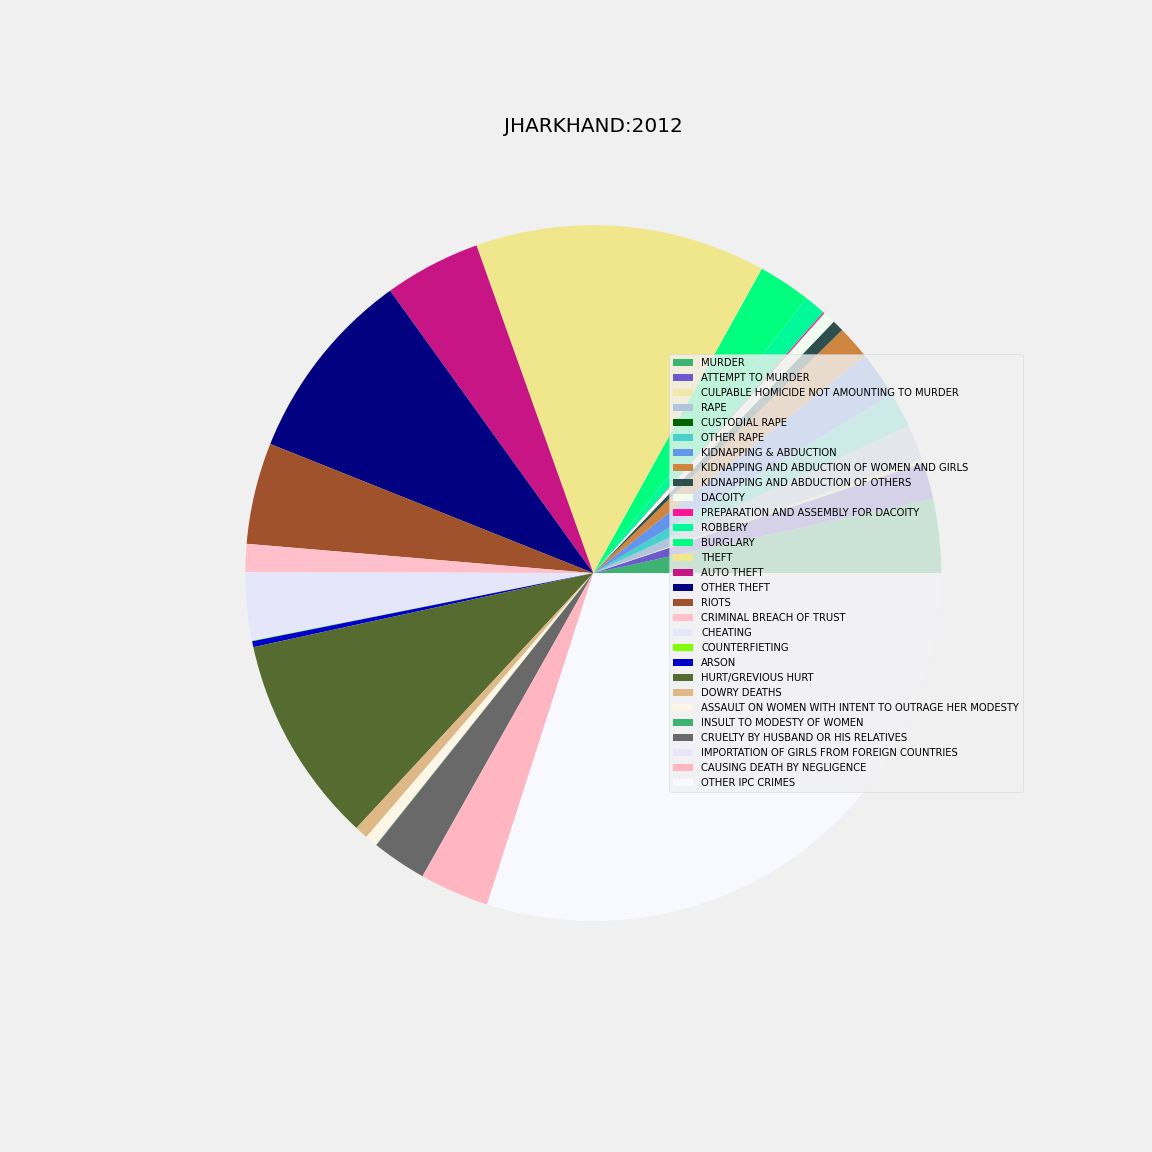 JHARKHAND:2012
MURDER
ATTEMPT TO MURDER
CULPABLE HOMICIDE NOT AMOUNTING TO MURDER
RAPE
CUSTODIAL RAPE
OTHER RAPE
KIDNAPPING & ABDUCTION
KIDNAPPING AND ABDUCTION OF WOMEN AND GIRLS
KIDNAPPING AND ABDUCTION OF OTHERS
DACOITY
PREPARATION AND ASSEMBLY FOR DACOITY
ROBBERY
BURGLARY
THEFT
AUTO THEFT
OTHER THEFT
RIOTS
CRIMINAL BREACH OF TRUST
CHEATING
COUNTERFIETING
ARSON
HURT/GREVIOUS HURT
DOWRY DEATHS
ASSAULT ON WOMEN WITH INTENT TO OUTRAGE HER MODESTY
INSULT TO MODESTY OF WOMEN
CRUELTY BY HUSBAND OR HIS RELATIVES
IMPORTATION OF GIRLS FROM FOREIGN COUNTRIES
CAUSING DEATH BY NEGLIGENCE
OTHER IPC CRIMES